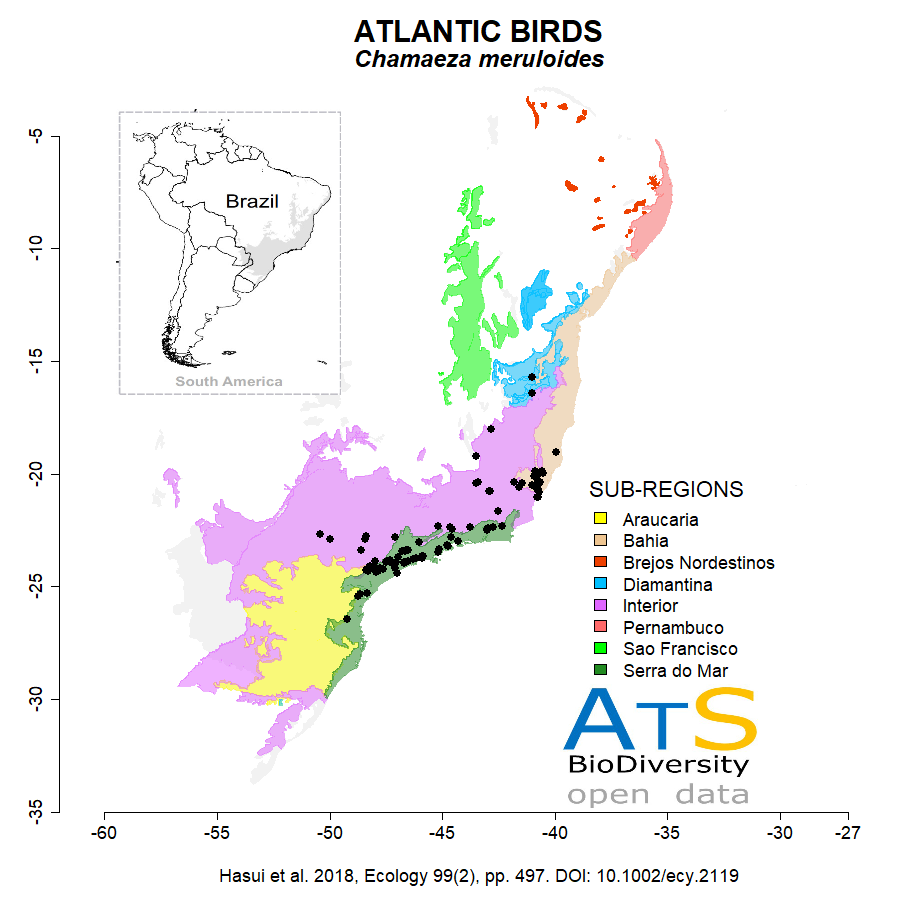 ATLANTIC BIRDS
Chamaeza meruloides
Brazil
South America
-5
-10
-15
-20
-25
-30
-35
SUB-REGIONS
Araucaria
Bahia
Brejos Nordestinos
Diamantina
Interior
Pernambuco
Sao Francisco
Serra do Mar
ATS
BioDiversity
open data
-60
-55
-50
-45
-40
-35
-30
-27
Hasui et al. 2018, Ecology 99(2), pp. 497. DOI: 10.1002/ecy.2119